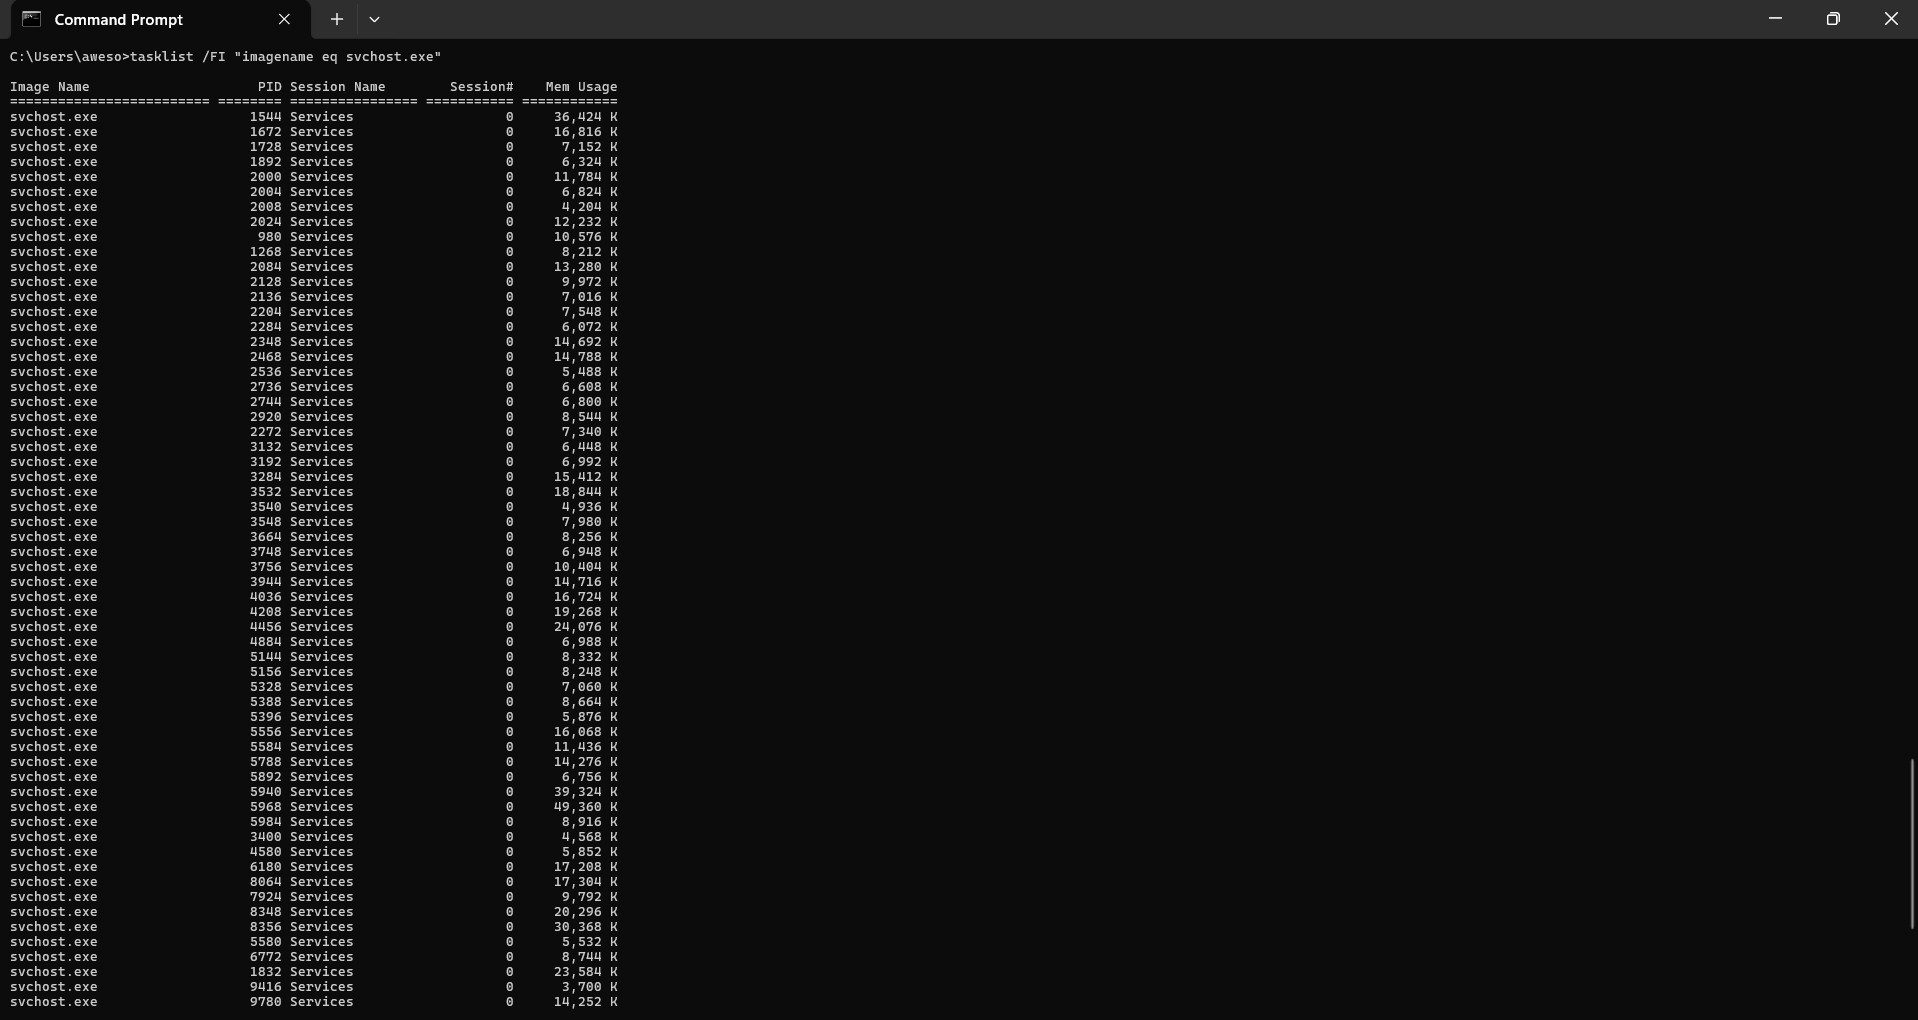 Command Prompt
C:\Users\aweso>tasklist /FI "imagename eq svchost.exe"
Image Name                     PID Session Name        Session#    Mem Usage
========================= ======== ================ =========== ============
svchost.exe                   1544 Services                   0     36,424 K
svchost.exe                   1672 Services                   0     16,816 K
svchost.exe                   1728 Services                   0      7,152 K
svchost.exe                   1892 Services                   0      6,324 K
svchost.exe                   2000 Services                   0     11,784 K
svchost.exe                   2004 Services                   0      6,824 K
svchost.exe                   2008 Services                   0      4,204 K
svchost.exe                   2024 Services                   0     12,232 K
svchost.exe                    980 Services                   0     10,576 K
svchost.exe                   1268 Services                   0      8,212 K
svchost.exe                   2084 Services                   0     13,280 K
svchost.exe                   2128 Services                   0      9,972 K
svchost.exe                   2136 Services                   0      7,016 K
svchost.exe                   2204 Services                   0      7,548 K
svchost.exe                   2284 Services                   0      6,072 K
svchost.exe                   2348 Services                   0     14,692 K
svchost.exe                   2468 Services                   0     14,788 K
svchost.exe                   2536 Services                   0      5,488 K
svchost.exe                   2736 Services                   0      6,608 K
svchost.exe                   2744 Services                   0      6,800 K
svchost.exe                   2920 Services                   0      8,544 K
svchost.exe                   2272 Services                   0      7,340 K
svchost.exe                   3132 Services                   0      6,448 K
svchost.exe                   3192 Services                   0      6,992 K
svchost.exe                   3284 Services                   0     15,412 K
svchost.exe                   3532 Services                   0     18,844 K
svchost.exe                   3540 Services                   0      4,936 K
svchost.exe                   3548 Services                   0      7,980 K
svchost.exe                   3664 Services                   0      8,256 K
svchost.exe                   3748 Services                   0      6,948 K
svchost.exe                   3756 Services                   0     10,404 K
svchost.exe                   3944 Services                   0     14,716 K
svchost.exe                   4036 Services                   0     16,724 K
svchost.exe                   4208 Services                   0     19,268 K
svchost.exe                   4456 Services                   0     24,076 K
svchost.exe                   4884 Services                   0      6,988 K
svchost.exe                   5144 Services                   0      8,332 K
svchost.exe                   5156 Services                   0      8,248 K
svchost.exe                   5328 Services                   0      7,060 K
svchost.exe                   5388 Services                   0      8,664 K
svchost.exe                   5396 Services                   0      5,876 K
svchost.exe                   5556 Services                   0     16,068 K
svchost.exe                   5584 Services                   0     11,436 K
svchost.exe                   5788 Services                   0     14,276 K
svchost.exe                   5892 Services                   0      6,756 K
svchost.exe                   5940 Services                   0     39,324 K
svchost.exe                   5968 Services                   0     49,360 K
svchost.exe                   5984 Services                   0      8,916 K
svchost.exe                   3400 Services                   0      4,568 K
svchost.exe                   4580 Services                   0      5,852 K
svchost.exe                   6180 Services                   0     17,208 K
svchost.exe                   8064 Services                   0     17,304 K
svchost.exe                   7924 Services                   0      9,792 K
svchost.exe                   8348 Services                   0     20,296 K
svchost.exe                   8356 Services                   0     30,368 K
svchost.exe                   5580 Services                   0      5,532 K
svchost.exe                   6772 Services                   0      8,744 K
svchost.exe                   1832 Services                   0     23,584 K
svchost.exe                   9416 Services                   0      3,700 K
svchost.exe                   9780 Services                   0     14,252 K